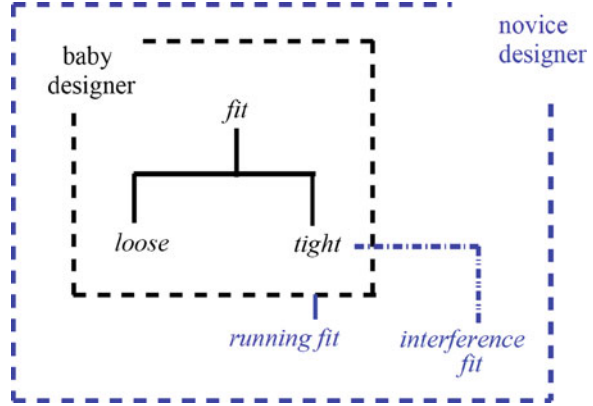 baby
designer
novice
designer
fit
loose
tight
running fit
interference
fit